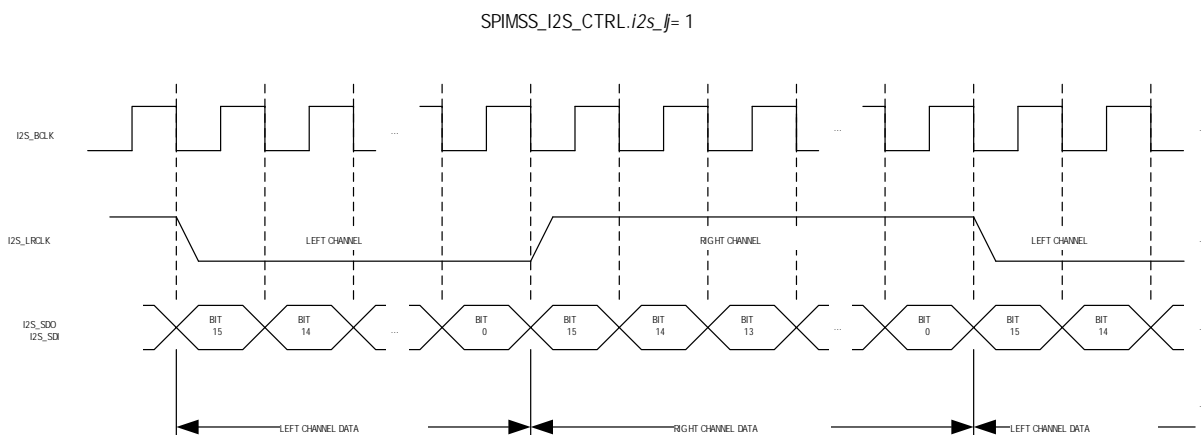 SPIMSS_I2S_CTRL.i2s_lj= 1
I2S_BCLK
...
...
.
I2S_LRCLK
LEFT CHANNEL
RIGHT CHANNEL
LEFT CHANNEL
.
I2S_SDO
I2S_SDI
BIT
15
BIT
14
...
BIT
0
BIT
15
BIT
14
BIT
13
...
BIT
0
BIT
15
BIT
14
.
LEFT CHANNEL DATA
RIGHT CHANNEL DATA
LEFT CHANNEL DATA
.